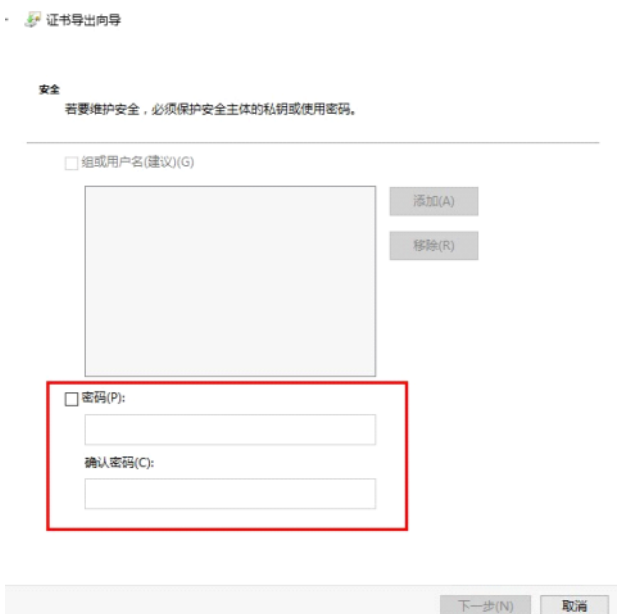 证书导出向导
安全
若要维护安全，必须保护安全主体的私钥或使用密码。
组或用户名(建议)(G)
添加(A)
移除(R)
密码(P):
确认密码(C):
下一步(N)
取消